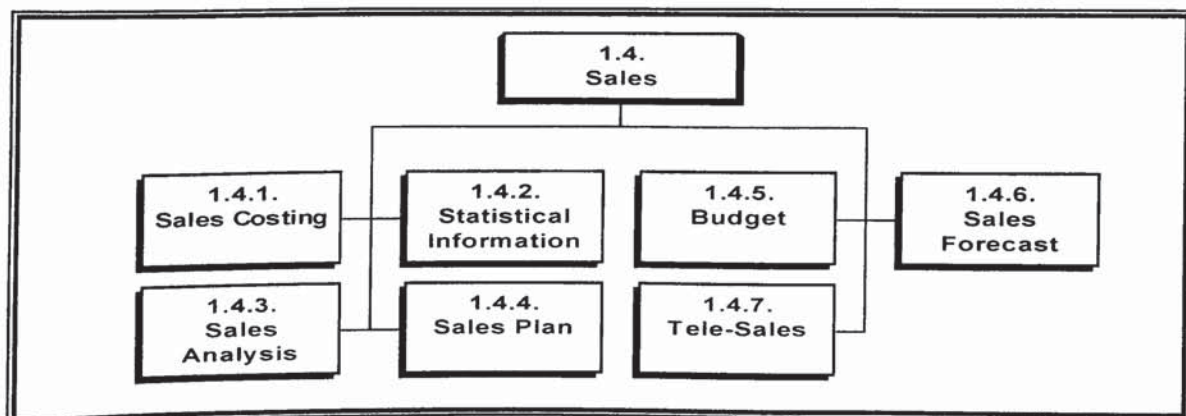 1.4.
Sales
1.4.1.
Sales Costing
1.4.2.
Statistical
Information
1.4.3.
Sales
Analysis
1.4.4.
Sales Plan
1.4.5.
Budget
1.4.6.
Sales
Forecast
1.4.7.
Tele-Sales